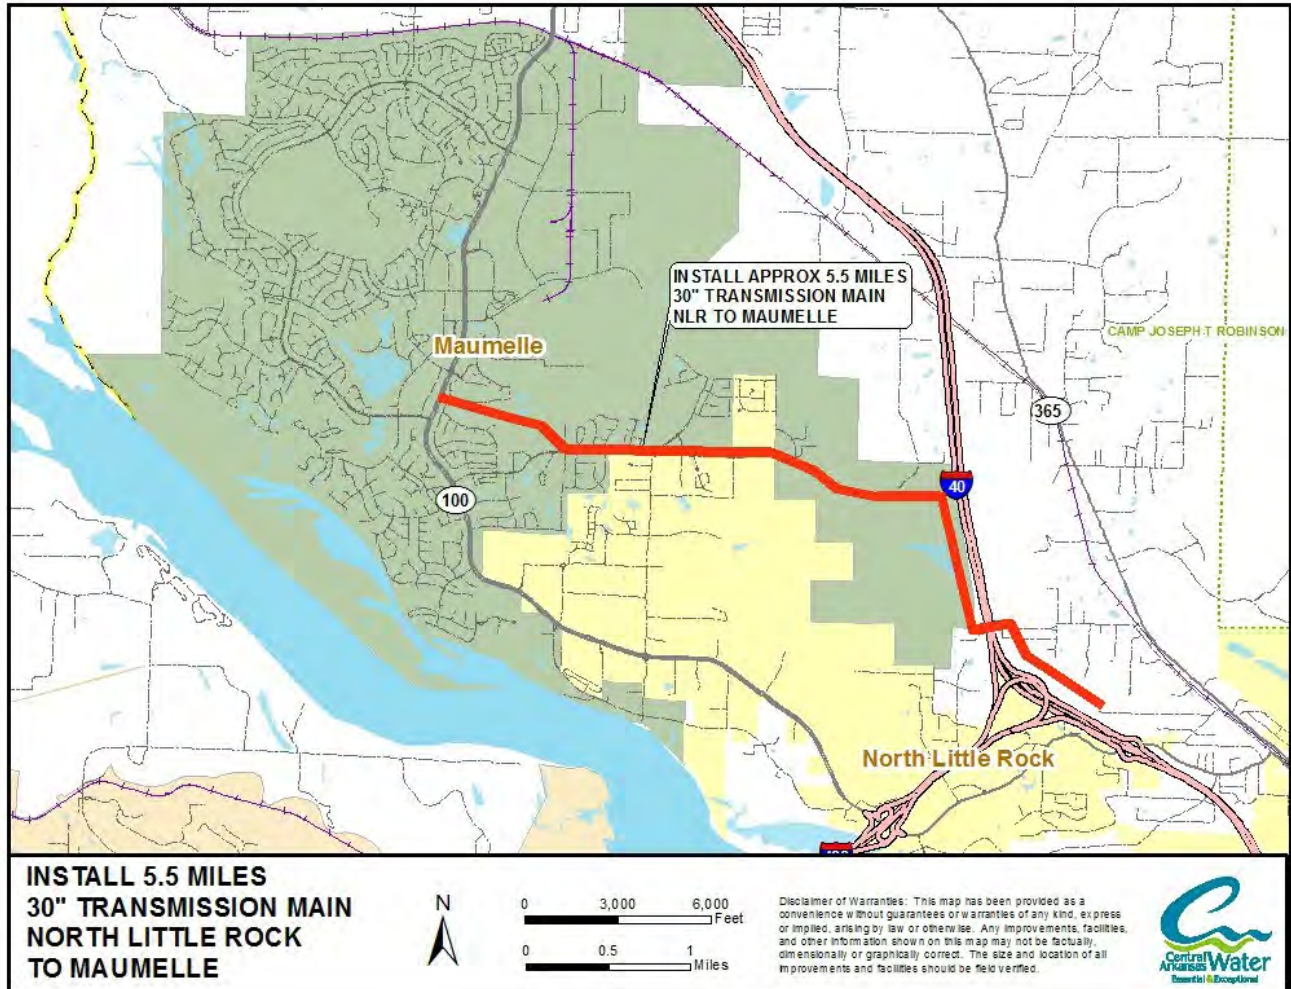 INSTALL APPROX 5.5 MILES
30" TRANSMISSION MAIN
NLR TO MAUMELLE
CAMP JOSEPH T ROBINSON
Maumelle
365
40
100
North Little Rock
INSTALL 5.5 MILES
30" TRANSMISSION MAIN
NORTH LITTLE ROCK
TO MAUMELLE
N
0 3,000 6,000
Feet
0 0.5 1
Miles
Disclaimer of Warranties: This map has been provided as a
convenience without guarantees or warranties of any kind, express
or implied, arising by law or otherwise. Any improvements, facilities,
and other information shown on this map may not be factually,
dimensionally or graphically correct. The size and location of all
improvements and facilities should be field verified.
Central
Arkansas Water
Essential & Exceptional